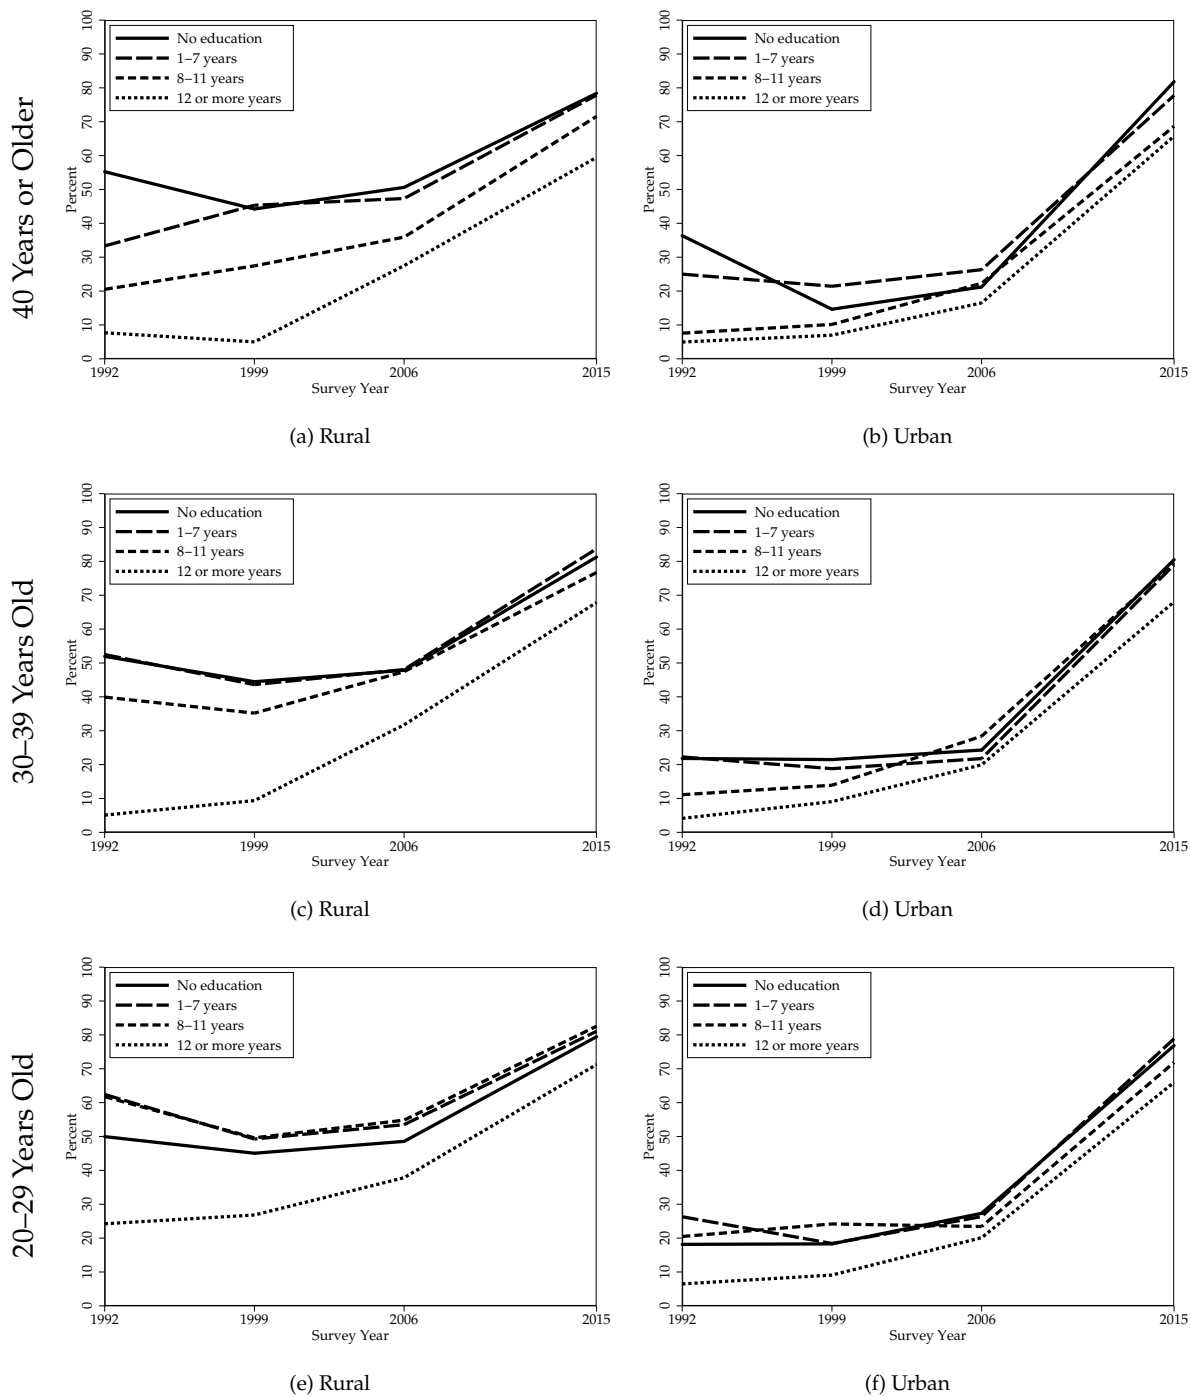 40 Years or Older
No education
1–7 years
8–11 years
12 or more years
Percent
0 10 20 30 40 50 60 70 80 90 100
1992 1999 2006 2015
Survey Year
(a) Rural
No education
1–7 years
8–11 years
12 or more years
Percent
0 10 20 30 40 50 60 70 80 90 100
1992 1999 2006 2015
Survey Year
(b) Urban
30–39 Years Old
No education
1–7 years
8–11 years
12 or more years
Percent
0 10 20 30 40 50 60 70 80 90 100
1992 1999 2006 2015
Survey Year
(c) Rural
No education
1–7 years
8–11 years
12 or more years
Percent
0 10 20 30 40 50 60 70 80 90 100
1992 1999 2006 2015
Survey Year
(d) Urban
20–29 Years Old
No education
1–7 years
8–11 years
12 or more years
Percent
0 10 20 30 40 50 60 70 80 90 100
1992 1999 2006 2015
Survey Year
(e) Rural
No education
1–7 years
8–11 years
12 or more years
Percent
0 10 20 30 40 50 60 70 80 90 100
1992 1999 2006 2015
Survey Year
(f) Urban